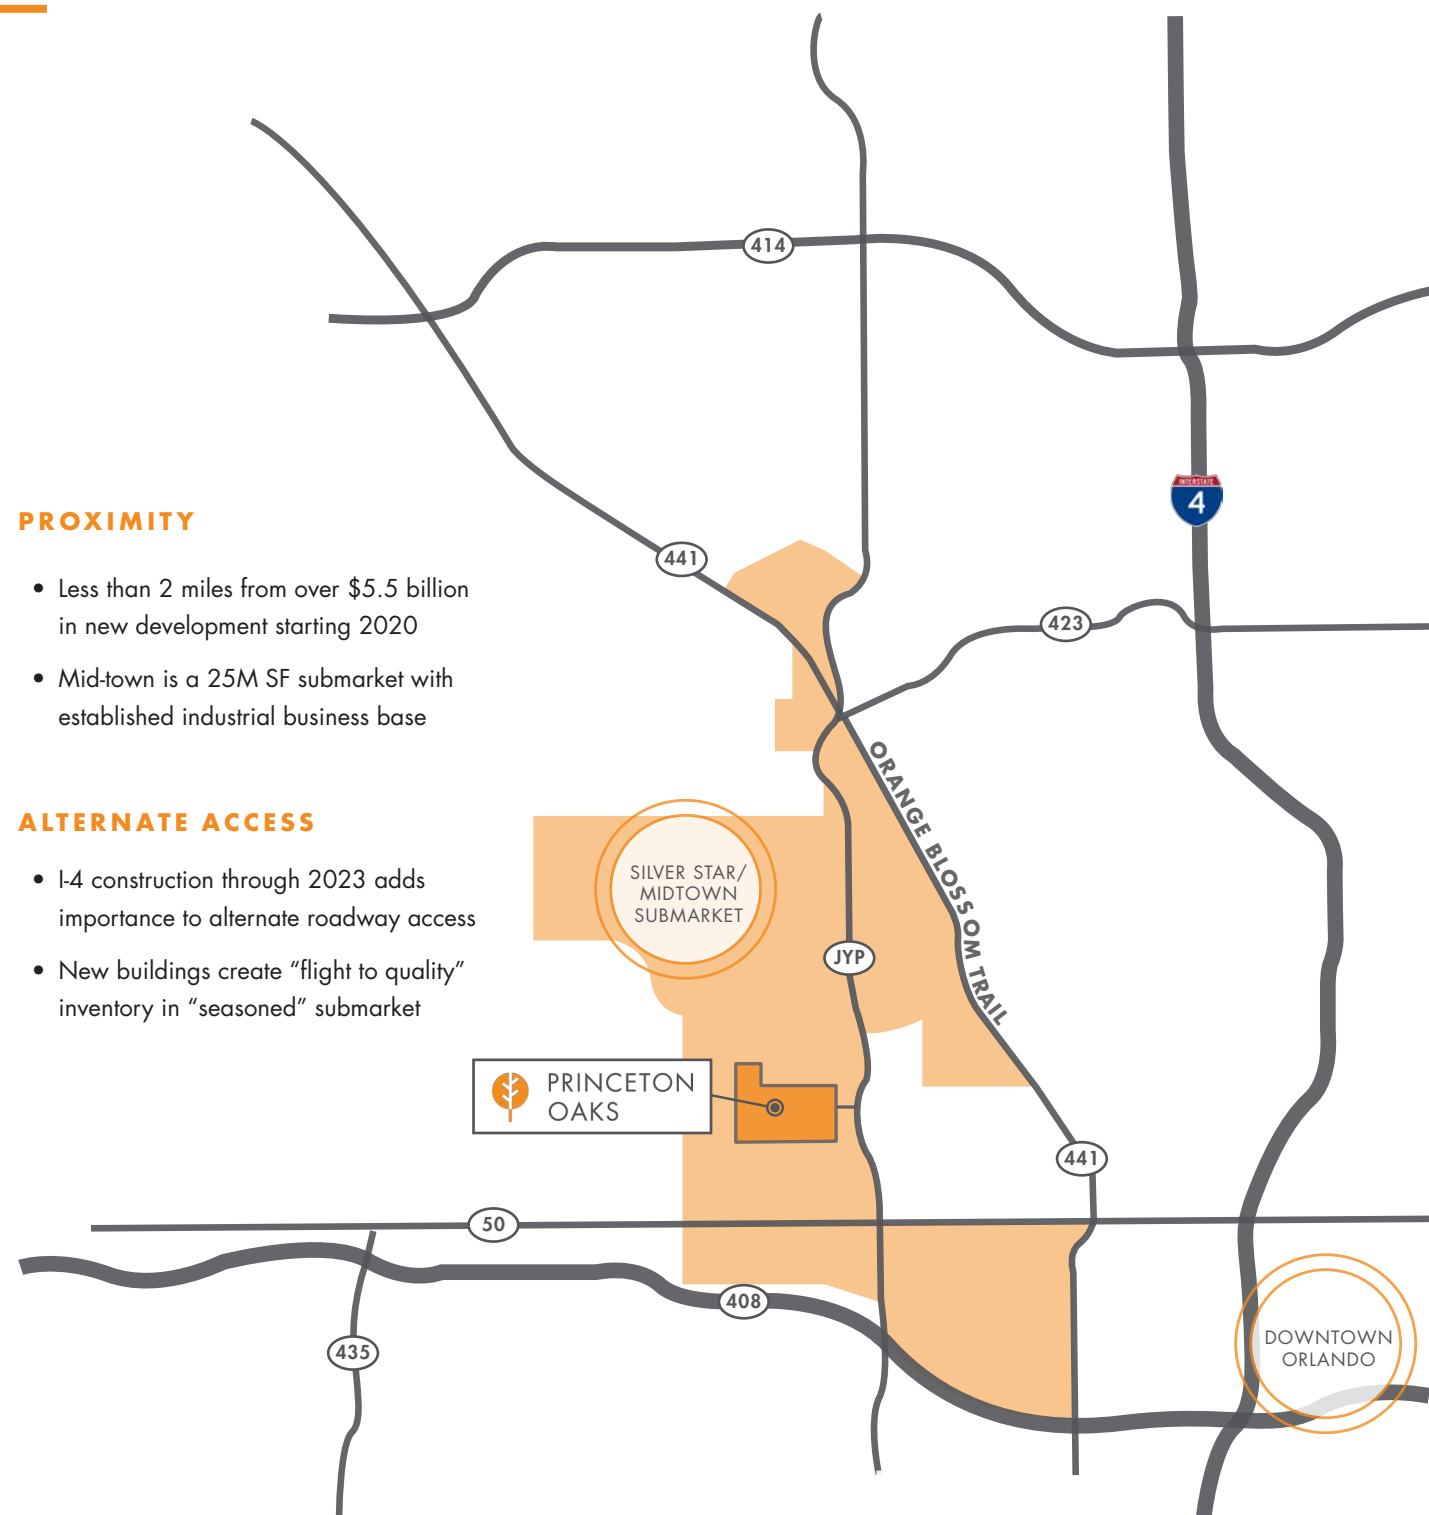 414
INTERSTATE
4
PROXIMITY
• Less than 2 miles from over $5.5 billion
in new development starting 2020
• Mid-town is a 25M SF submarket with
established industrial business base
441
423
ORANGE BLOSSOM TRAIL
ALTERNATE ACCESS
• I-4 construction through 2023 adds
importance to alternate roadway access
• New buildings create “flight to quality”
inventory in “seasoned” submarket
SILVER STAR/
MIDTOWN
SUBMARKET
JYP
PRINCETON
OAKS
441
50
408
435
DOWNTOWN
ORLANDO